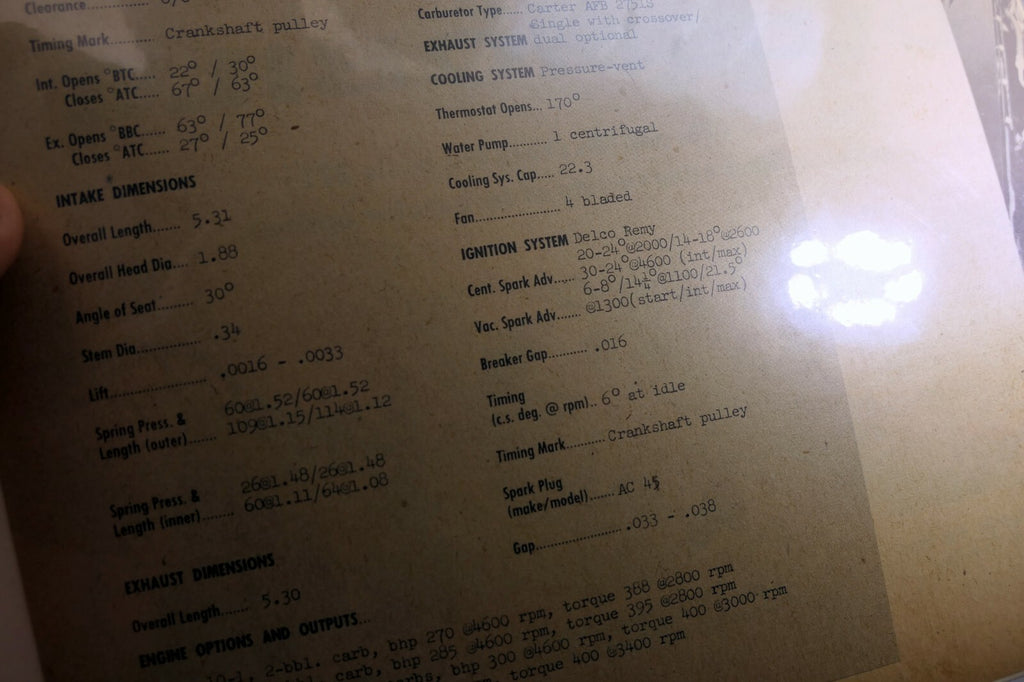 Clearance
Timing Mark.......... Crankshaft pulley
Int. Opens °BTC..... 22° / 30°
Closes °ATC..... 67° / 63°
Ex. Opens °BBC...... 63° / 77°
Closes °ATC...... 27° / 25°
INTAKE DIMENSIONS
Overall Length....... 5.31
Overall Head Dia.... 1.88
Angle of Seat......... 30°
Stem Dia................ .34
Lift........................ .0016 - .0033
Spring Press. & 60@1.52/60@1.52
Length (outer)....... 109@1.15/114@1.12
Spring Press. & 26@1.48/26@1.48
Length (inner)....... 60@1.11/64@1.08
EXHAUST DIMENSIONS
Overall Length....... 5.30
ENGINE OPTIONS AND OUTPUTS...
2-bbl. carb, bhp 270 @4600 rpm, torque 388 @2800 rpm
carb, bhp 285 @4600 rpm, torque 395 @2800 rpm
bhp 300 @4600 rpm, torque 400 @3000 rpm
torque 400 @3400 rpm
Carburetor Type..... Carter AFB
Single with crossover/
EXHAUST SYSTEM dual optional
COOLING SYSTEM Pressure-vent
Thermostat Opens... 170°
Water Pump.......... 1 centrifugal
Cooling Sys. Cap..... 22.3
Fan...................... 4 bladed
IGNITION SYSTEM Delco Remy
20-24°@2000/14-18°@2600
Cent. Spark Adv..... 30-24°@4600 (int/max)
6-8°/14¼°@1100/21.5°
Vac. Spark Adv....... @1300(start/int/max)
Breaker Gap.......... .016
Timing
(c.s. deg. @ rpm).. 6° at idle
Timing Mark.......... Crankshaft pulley
Spark Plug
(make/model)...... AC 45
Gap...................... .033 - .038